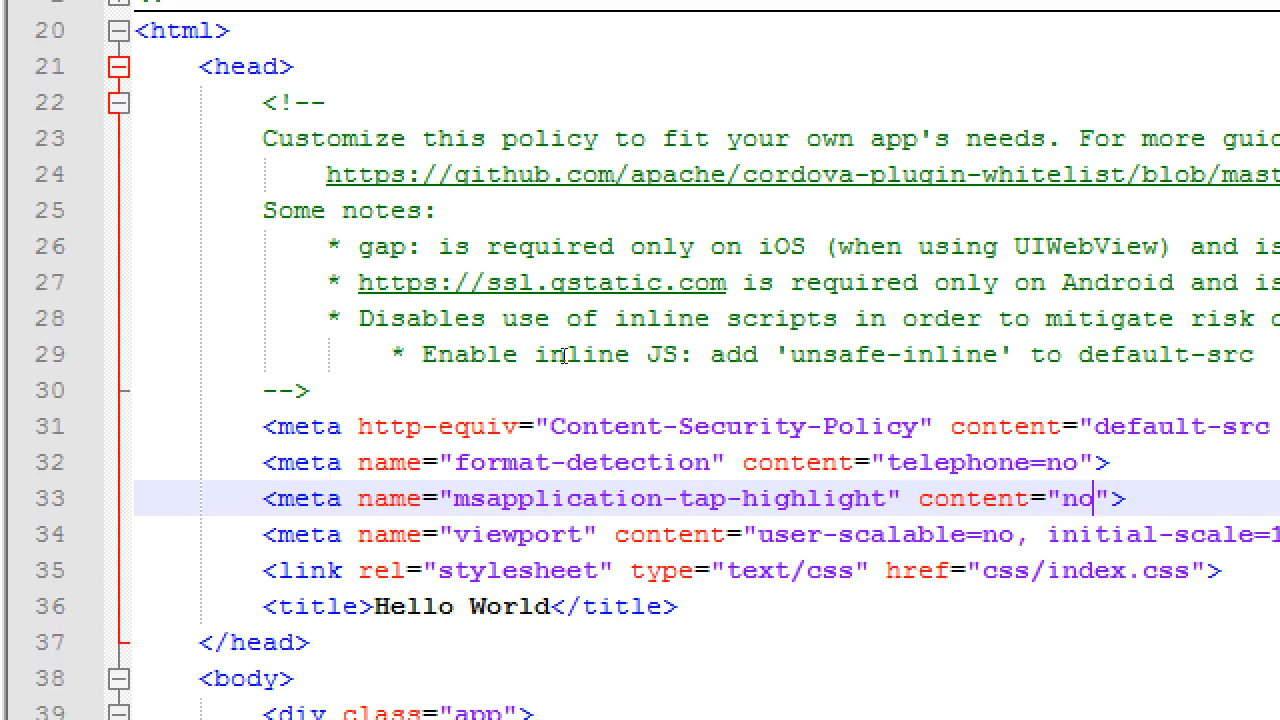 20 <html>
21 <head>
22 <!--
23 Customize this policy to fit your own app's needs. For more
24 https://github.com/apache/cordova-plugin-whitelist/blob/
25 Some notes:
26 * gap: is required only on iOS (when using UIWebView) and is
27 * https://ssl.gstatic.com is required only on Android and is
28 * Disables use of inline scripts in order to mitigate risk
29 * Enable inline JS: add 'unsafe-inline' to default-src
30 -->
31 <meta http-equiv="Content-Security-Policy" content="default-src
32 <meta name="format-detection" content="telephone=no">
33 <meta name="msapplication-tap-highlight" content="no">
34 <meta name="viewport" content="user-scalable=no, initial-scale=1
35 <link rel="stylesheet" type="text/css" href="css/index.css">
36 <title>Hello World</title>
37 </head>
38 <body>
39 <div class="app">